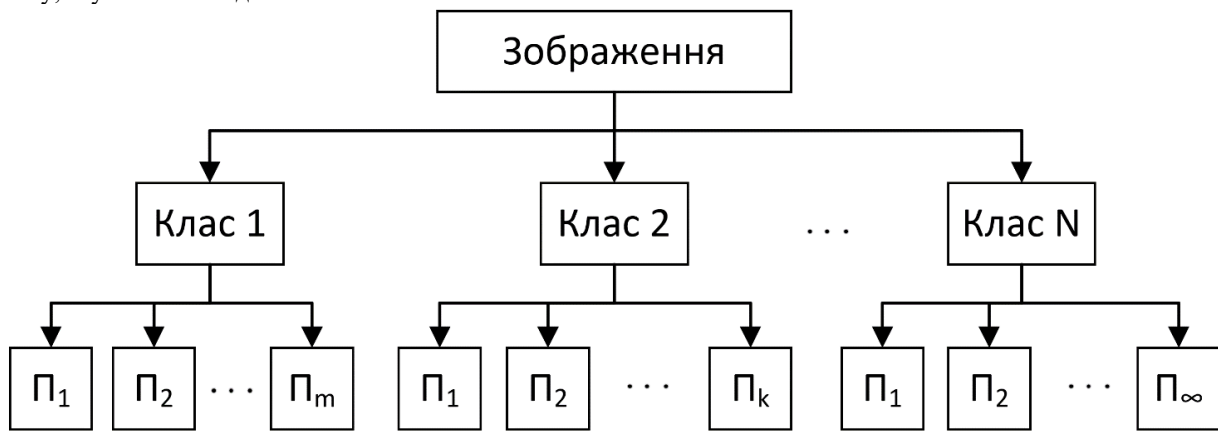 Зображення
Клас 1 Клас 2 ... Клас N
П₁ П₂ ... Пₘ П₁ П₂ ... Пₖ П₁ П₂ ... П∞